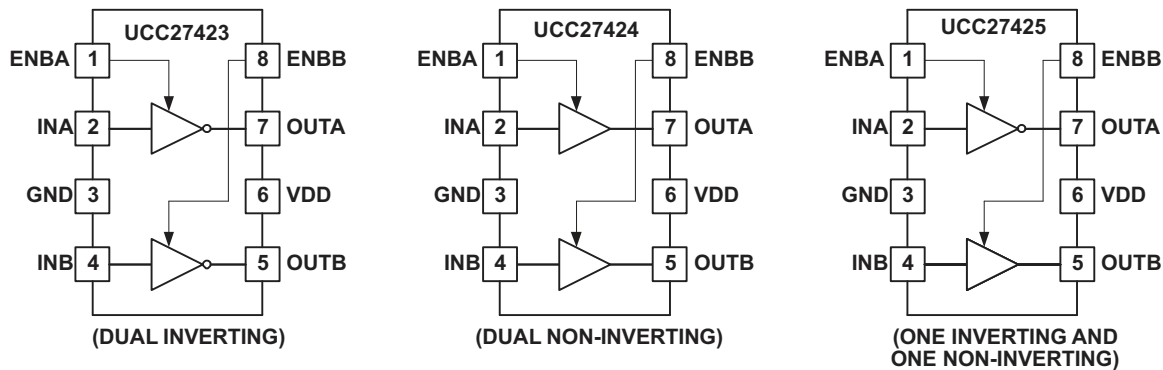 UCC27423
ENBA 1 8 ENBB
INA 2 7 OUTA
GND 3 6 VDD
INB 4 5 OUTB
(DUAL INVERTING)
UCC27424
ENBA 1 8 ENBB
INA 2 7 OUTA
GND 3 6 VDD
INB 4 5 OUTB
(DUAL NON-INVERTING)
UCC27425
ENBA 1 8 ENBB
INA 2 7 OUTA
GND 3 6 VDD
INB 4 5 OUTB
(ONE INVERTING AND
ONE NON-INVERTING)